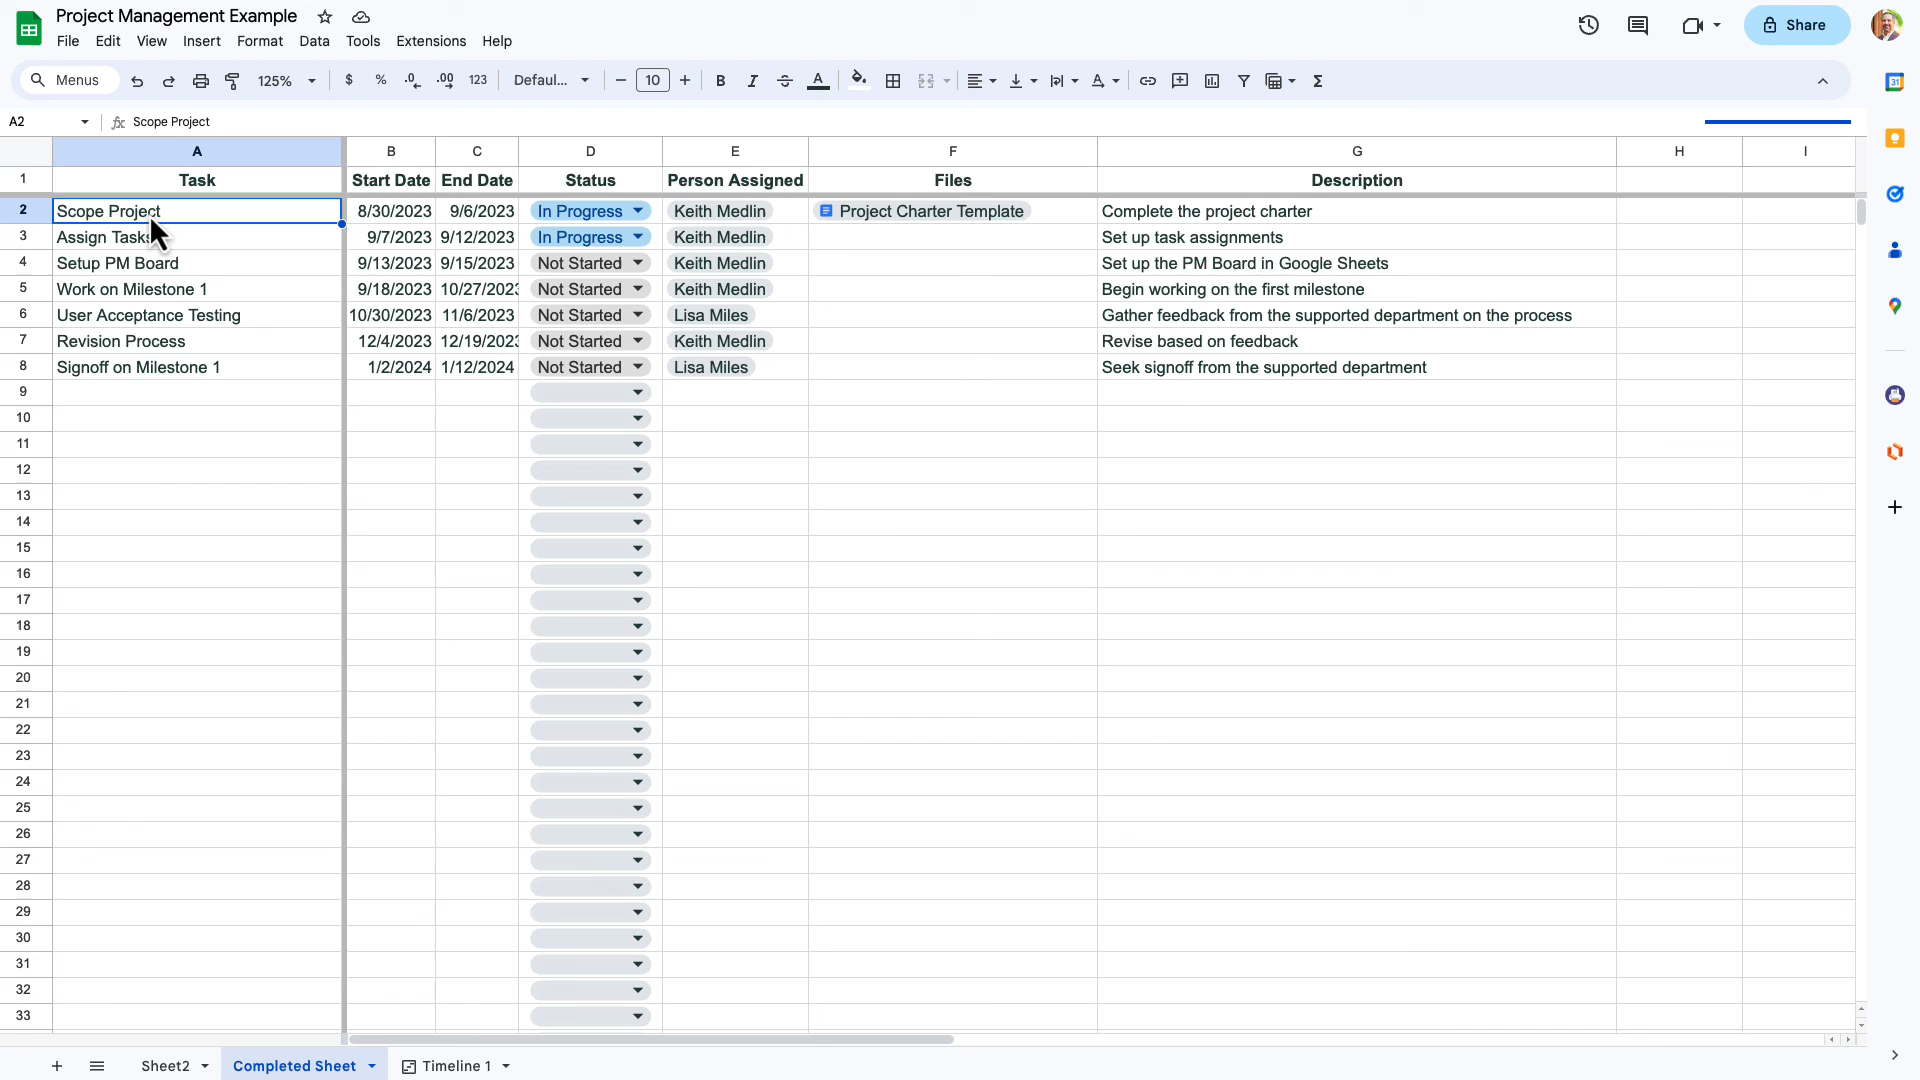 Project Management Example
File Edit View Insert Format Data Tools Extensions Help
Share
Menus 125% $ % .0 .00 123 Defaul... 10 B I A Σ
A2 fx Scope Project
A B C D E F G H I
1 Task Start Date End Date Status Person Assigned Files Description
2 Scope Project 8/30/2023 9/6/2023 In Progress Keith Medlin Project Charter Template Complete the project charter
3 Assign Tasks 9/7/2023 9/12/2023 In Progress Keith Medlin Set up task assignments
4 Setup PM Board 9/13/2023 9/15/2023 Not Started Keith Medlin Set up the PM Board in Google Sheets
5 Work on Milestone 1 9/18/2023 10/27/2023 Not Started Keith Medlin Begin working on the first milestone
6 User Acceptance Testing 10/30/2023 11/6/2023 Not Started Lisa Miles Gather feedback from the supported department on the process
7 Revision Process 12/4/2023 12/19/2023 Not Started Keith Medlin Revise based on feedback
8 Signoff on Milestone 1 1/2/2024 1/12/2024 Not Started Lisa Miles Seek signoff from the supported department
9
10
11
12
13
14
15
16
17
18
19
20
21
22
23
24
25
26
27
28
29
30
31
32
33
Sheet2 Completed Sheet Timeline 1
31